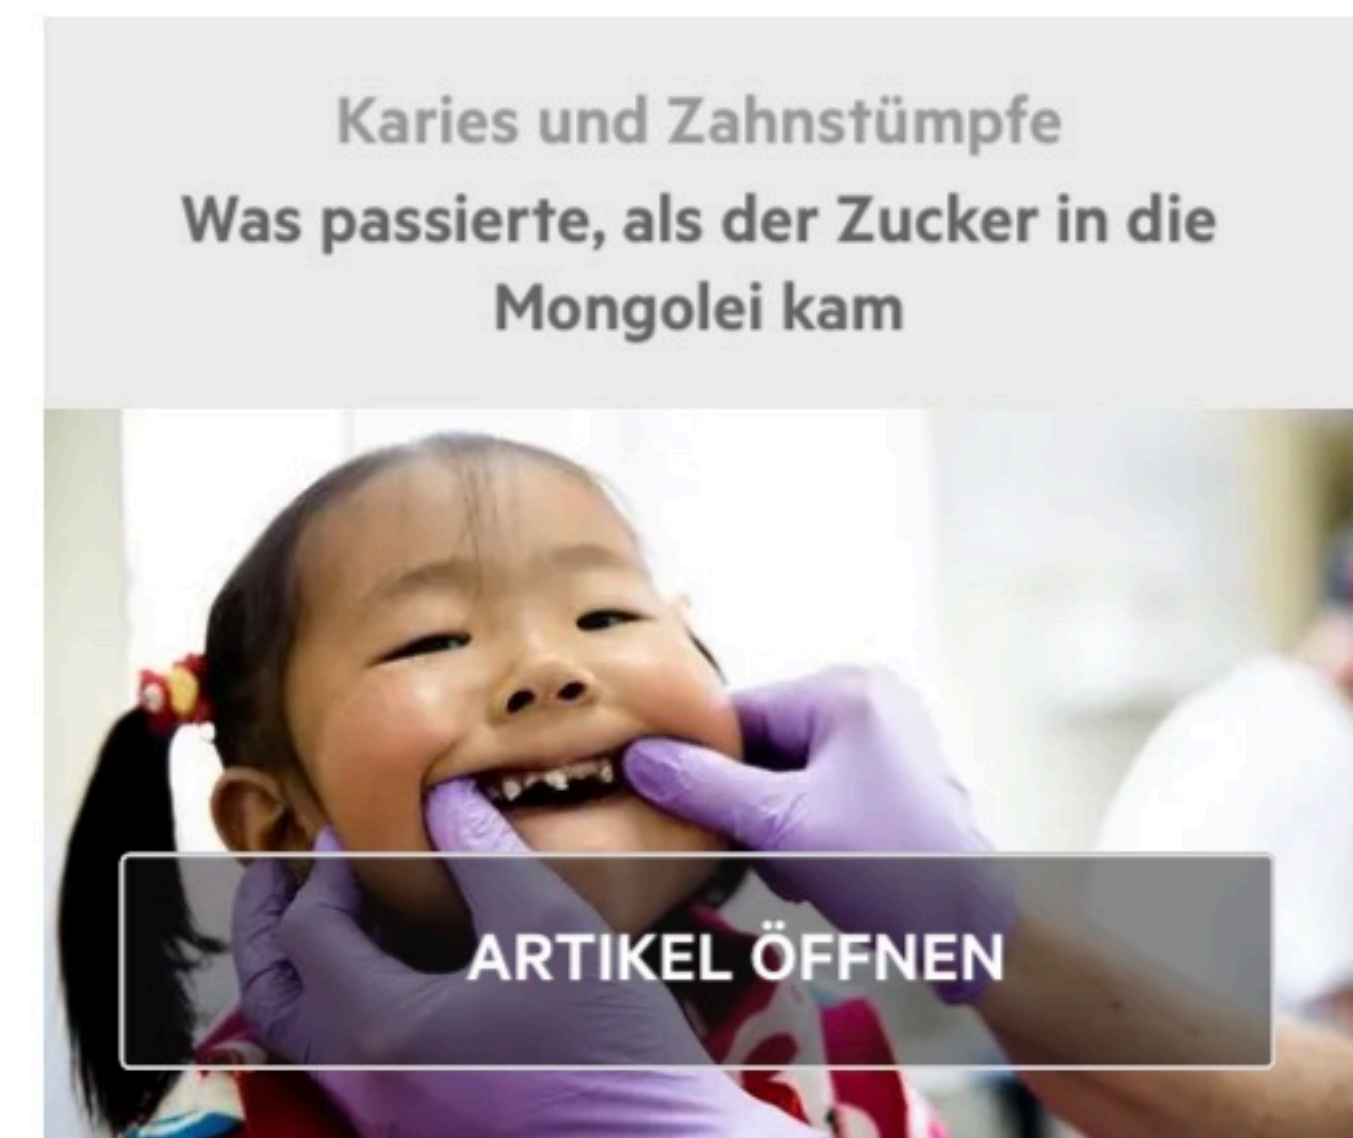 Karies und Zahnstümpfe
Was passierte, als der Zucker in die
Mongolei kam
ARTIKEL ÖFFNEN